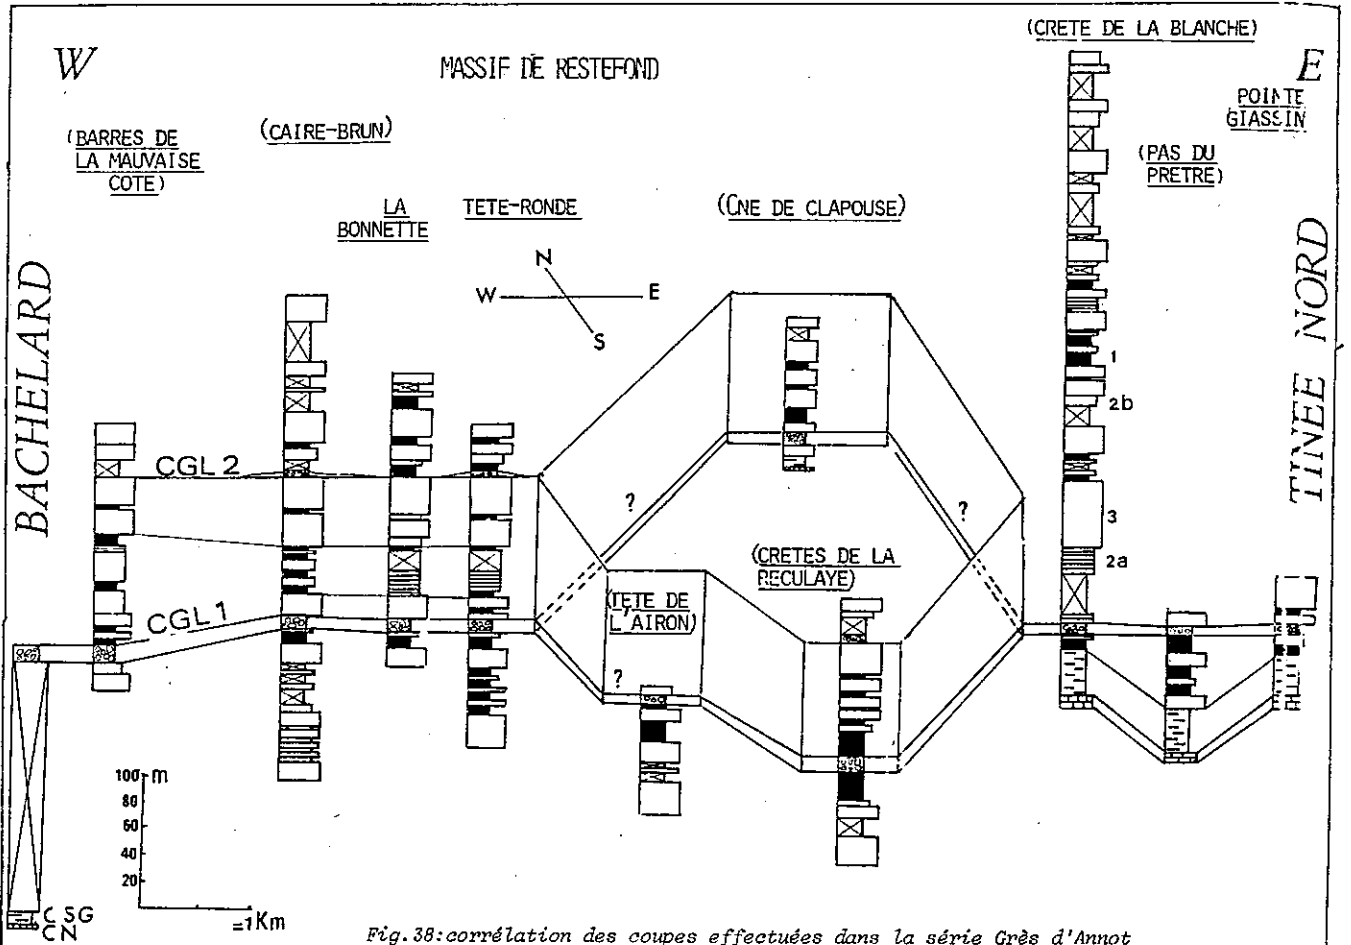 (CRETE DE LA BLANCHE)
W
MASSIF DE RESTEFOND
E
POINTE
GIASSIN
(BARRES DE
LA MAUVAISE
COTE)
(CAIRE-BRUN)
(PAS DU
PRETRE)
LA
BONNETTE
TETE-RONDE
(CNE DE CLAPOUSE)
N
W
E
S
BACHELARD
TINEE NORD
1
2b
CGL 2
?
?
3
2a
(CRETES DE LA
RECULAYE)
(TETE DE
L'AIRON)
CGL 1
?
100 m
80
60
40
20
=1Km
CSG
CN
Fig.38:corrélation des coupes effectuées dans la série Grès d'Annot